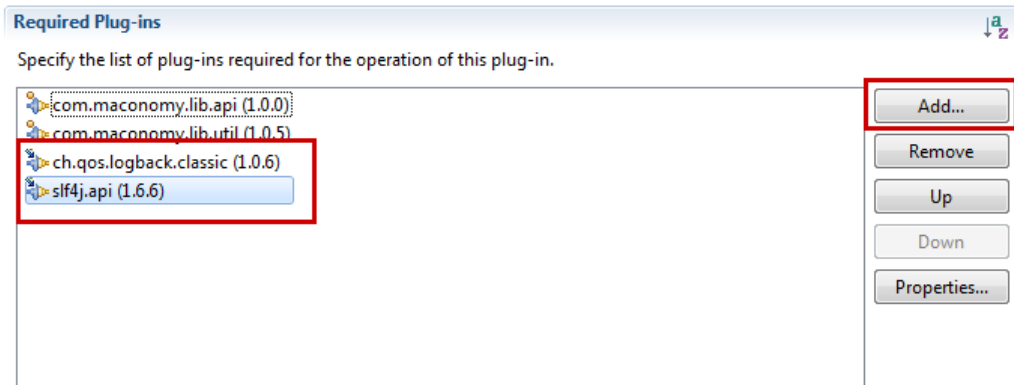 Required Plug-ins
a
z
Specify the list of plug-ins required for the operation of this plug-in.
com.maconomy.lib.api (1.0.0)
com.maconomy.lib.util (1.0.5)
ch.qos.logback.classic (1.0.6)
slf4j.api (1.6.6)
Add...
Remove
Up
Down
Properties...